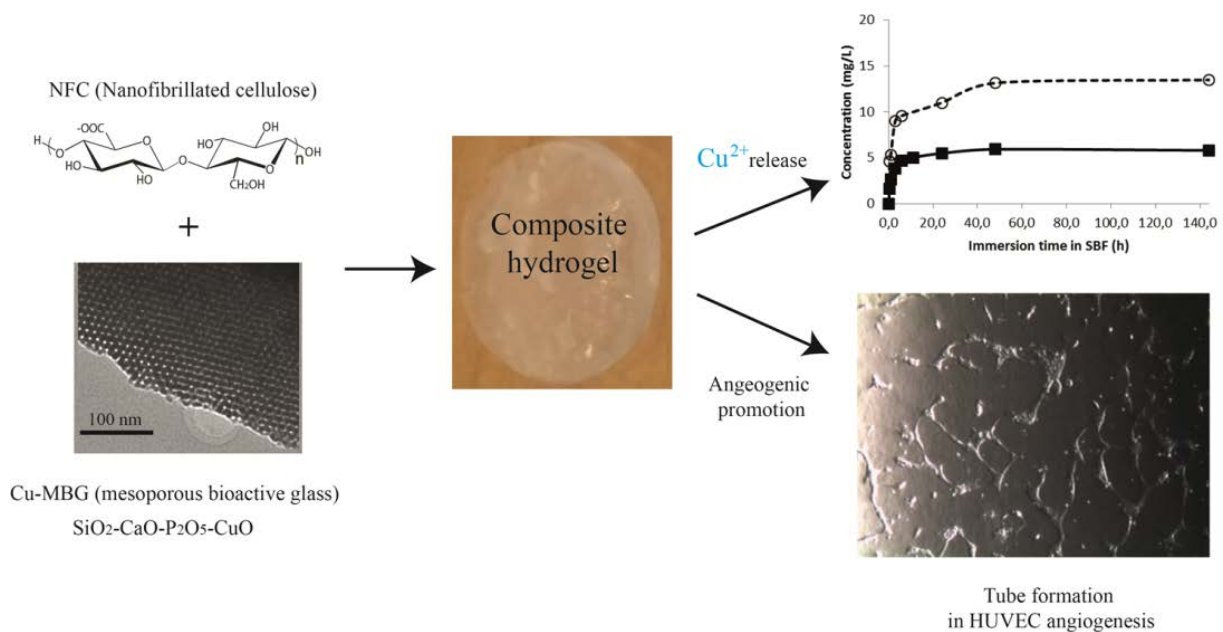 NFC (Nanofibrillated cellulose)
-OOC
OH
HO
H
O
O
O
O
O
OH
n
HO
OH
HO
OH
CH₂OH
+
100 nm
Cu-MBG (mesoporous bioactive glass)
SiO₂-CaO-P₂O₅-CuO
Composite
hydrogel
Cu²⁺ release
Angeogenic
promotion
Concentration (mg/L)
20
15
10
5
0
0,0 20,0 40,0 60,0 80,0 100,0 120,0 140,0
Immersion time in SBF (h)
Tube formation
in HUVEC angiogenesis